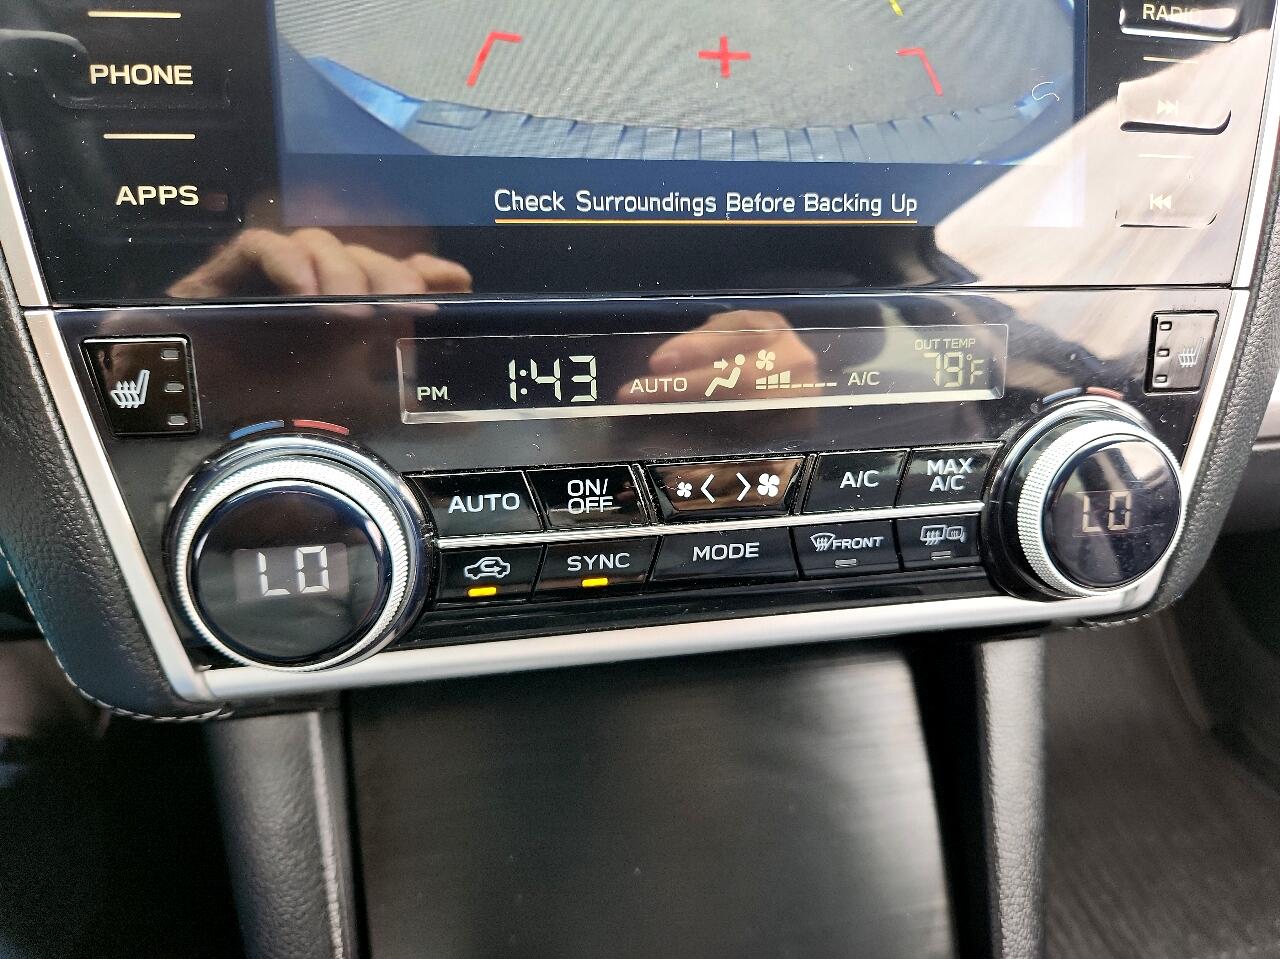 RADIO
PHONE
APPS
Check Surroundings Before Backing Up
PM 1:43 AUTO A/C OUT TEMP 79°F
AUTO ON/OFF A/C MAX A/C
LO LO
SYNC MODE FRONT